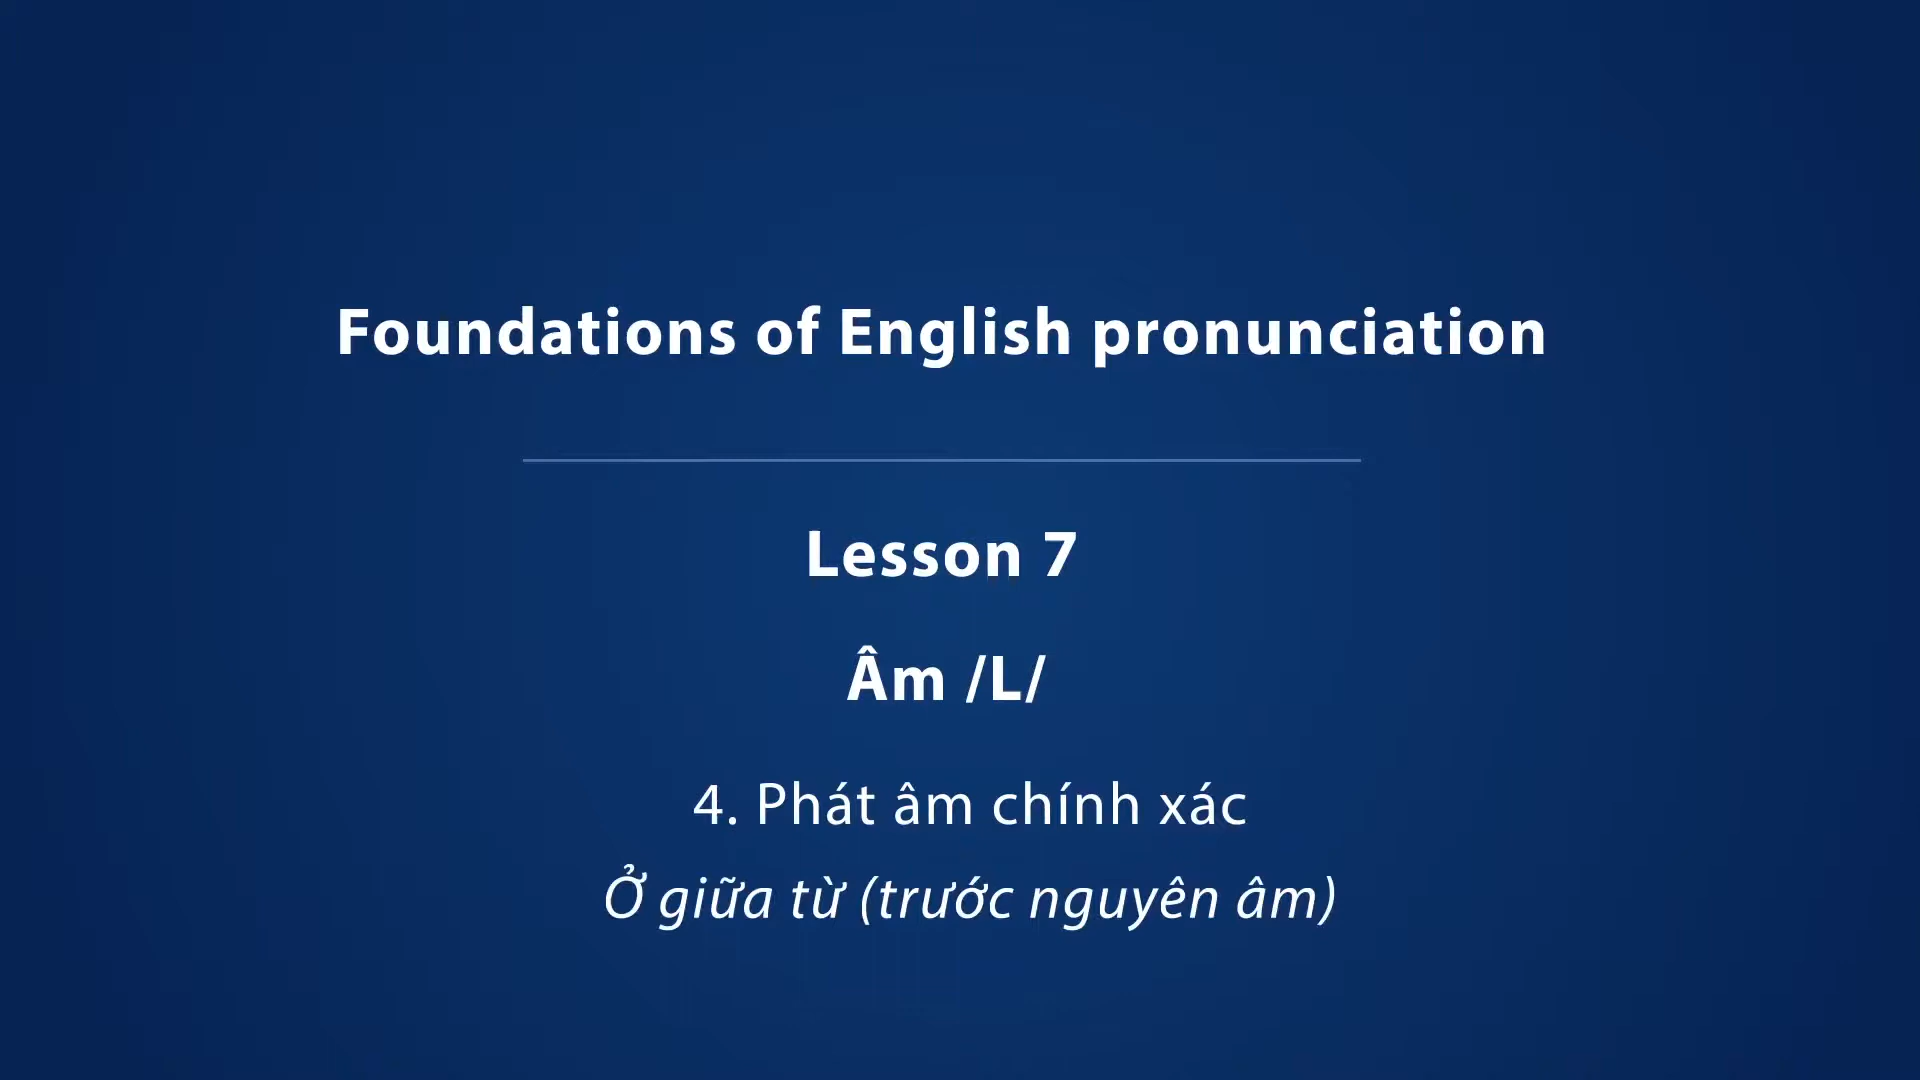 Foundations of English pronunciation
Lesson 7
Âm /L/
4. Phát âm chính xác
Ở giữa từ (trước nguyên âm)